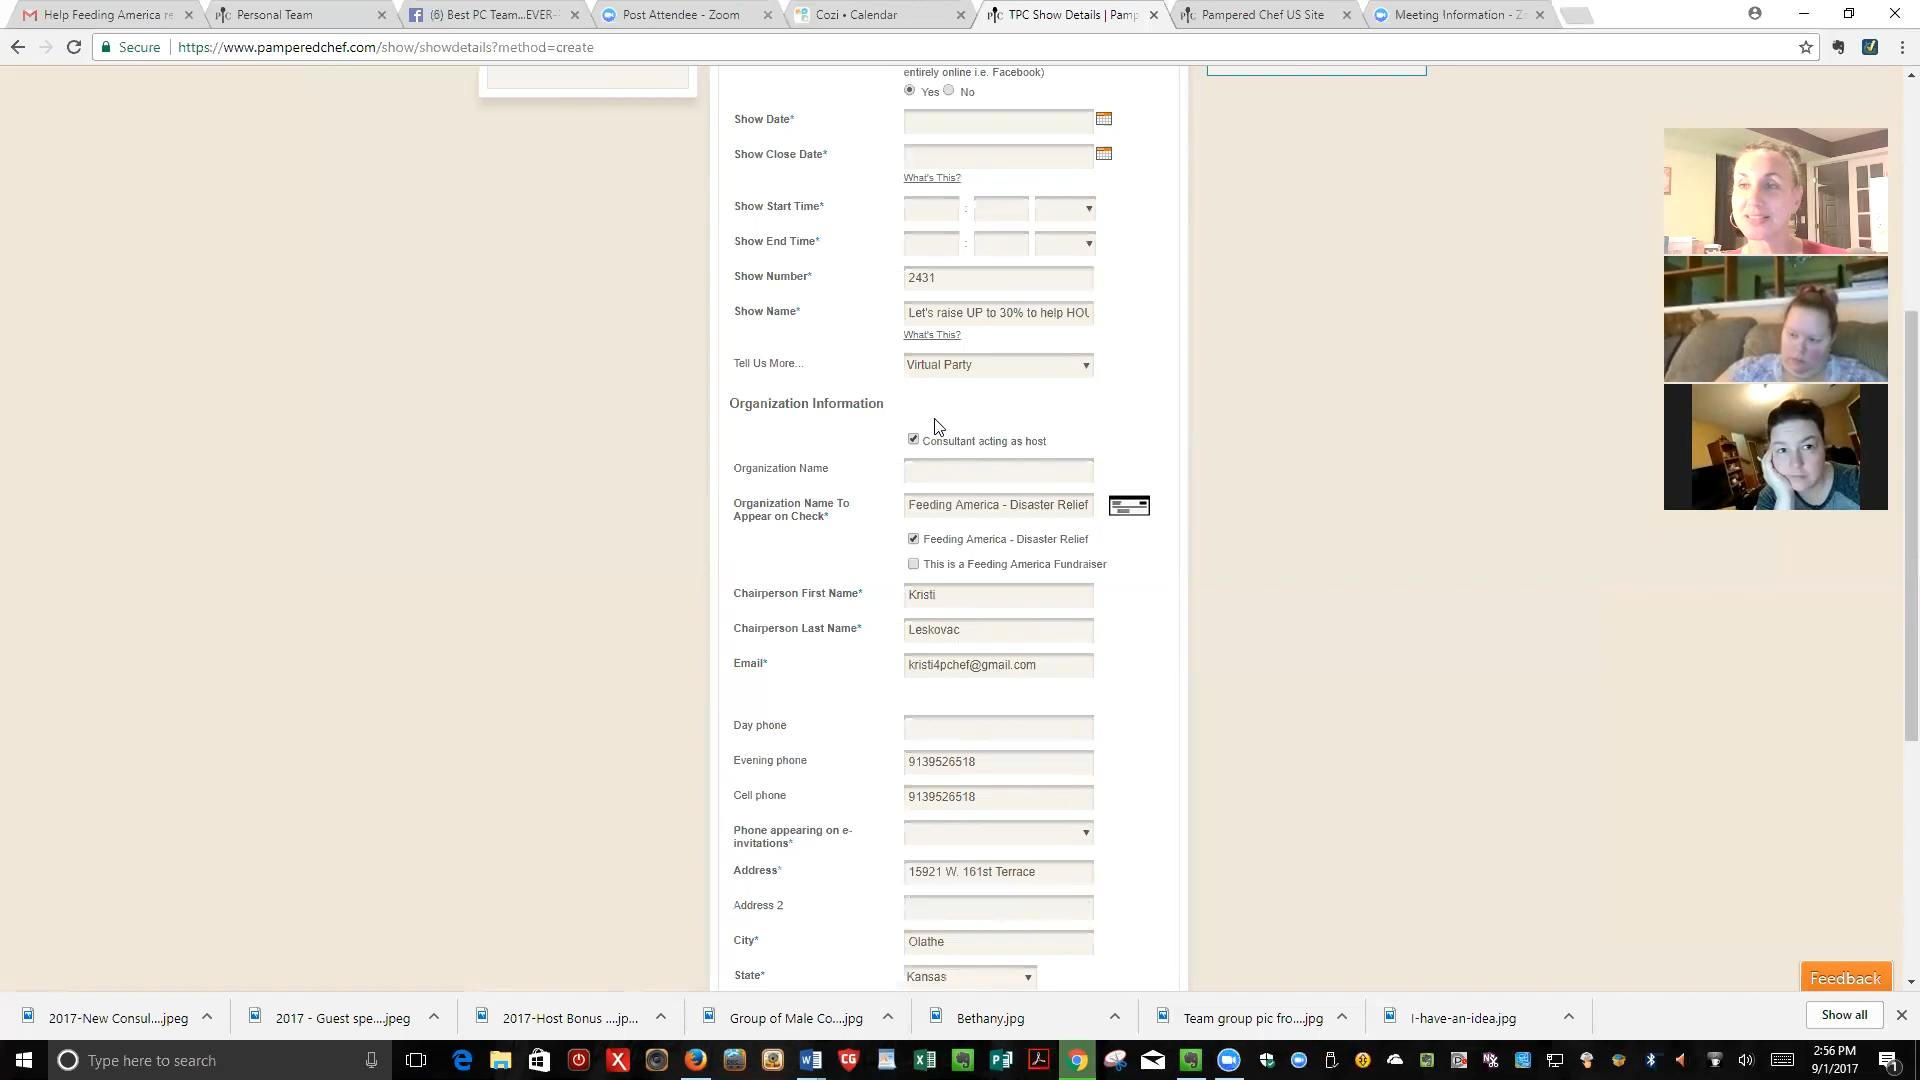 Help Feeding America re
Personal Team
(6) Best PC Team...EVER-
Post Attendee - Zoom
Cozi • Calendar
TPC Show Details | Pamp
Pampered Chef US Site
Meeting Information - Z
Secure
https://www.pamperedchef.com/show/showdetails?method=create
entirely online i.e. Facebook)
Yes No
Show Date*
Show Close Date*
What's This?
Show Start Time*
:
Show End Time*
:
Show Number*
2431
Show Name*
Let's raise UP to 30% to help HOU
What's This?
Tell Us More...
Virtual Party
Organization Information
Consultant acting as host
Organization Name
Organization Name To
Appear on Check*
Feeding America - Disaster Relief
Feeding America - Disaster Relief
This is a Feeding America Fundraiser
Chairperson First Name*
Kristi
Chairperson Last Name*
Leskovac
Email*
kristi4pchef@gmail.com
Day phone
Evening phone
9139526518
Cell phone
9139526518
Phone appearing on e-
invitations*
Address*
15921 W. 161st Terrace
Address 2
City*
Olathe
State*
Kansas
Feedback
2017-New Consul....jpeg
2017 - Guest spe....jpeg
2017-Host Bonus ....jp...
Group of Male Co....jpg
Bethany.jpg
Team group pic fro....jpg
I-have-an-idea.jpg
Show all
Type here to search
2:56 PM
9/1/2017